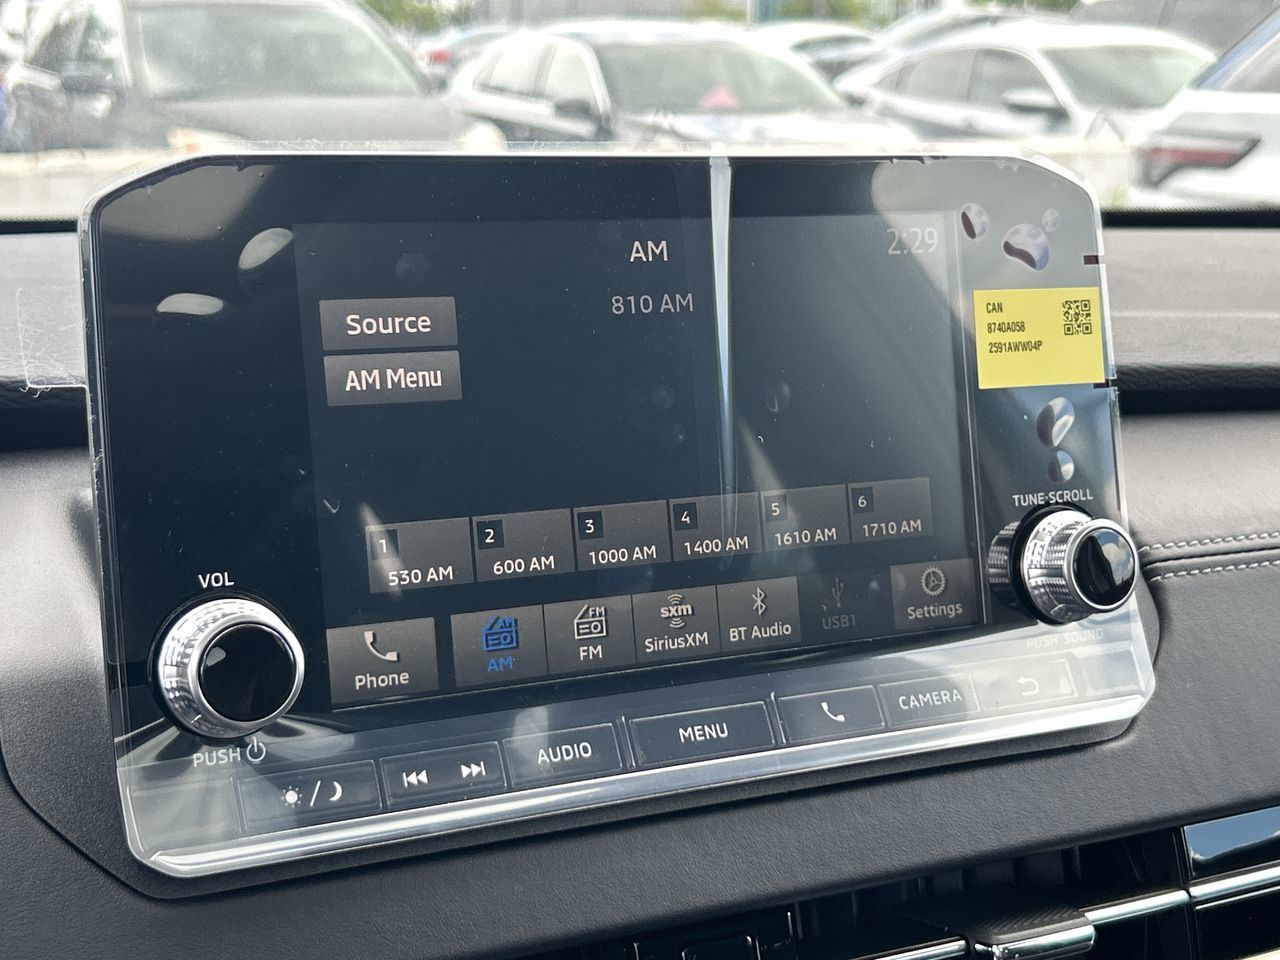 AM
2:29
810 AM
Source
AM Menu
CAN
8740A058
2591AWW04P
TUNE·SCROLL
1
530 AM
2
600 AM
3
1000 AM
4
1400 AM
5
1610 AM
6
1710 AM
VOL
Phone
AM
AM
FM
FM
sxm
SiriusXM
BT Audio
USB1
Settings
PUSH SOUND
PUSH
AUDIO
MENU
CAMERA